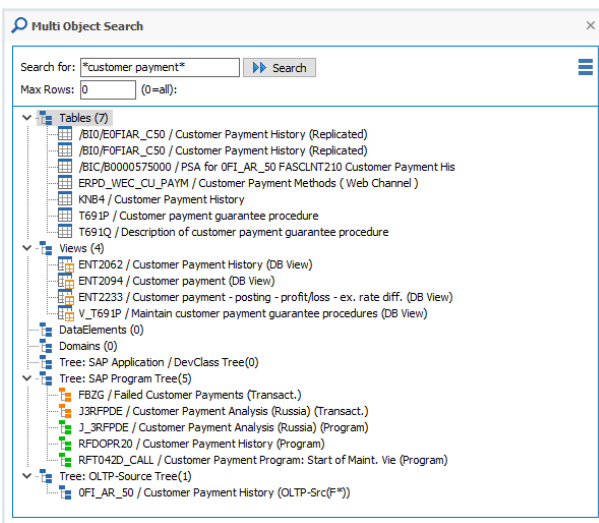 Multi Object Search
Search for: *customer payment* Search
Max Rows: 0 (0=all):
Tables (7)
/BI0/E0FIAR_C50 / Customer Payment History (Replicated)
/BI0/F0FIAR_C50 / Customer Payment History (Replicated)
/BIC/B0000575000 / PSA for 0FI_AR_50 FASCLNT210 Customer Payment His
ERPD_WEC_CU_PAYM / Customer Payment Methods ( Web Channel )
KNB4 / Customer Payment History
T691P / Customer payment guarantee procedure
T691Q / Description of customer payment guarantee procedure
Views (4)
ENT2062 / Customer Payment History (DB View)
ENT2094 / Customer payment (DB View)
ENT2233 / Customer payment - posting - profit/loss - ex. rate diff. (DB View)
V_T691P / Maintain customer payment guarantee procedures (DB View)
DataElements (0)
Domains (0)
Tree: SAP Application / DevClass Tree(0)
Tree: SAP Program Tree(5)
FBZG / Failed Customer Payments (Transact.)
J3RFPDE / Customer Payment Analysis (Russia) (Transact.)
J_3RFPDE / Customer Payment Analysis (Russia) (Program)
RFDOPR20 / Customer Payment History (Program)
RFT042D_CALL / Customer Payment Program: Start of Maint. Vie (Program)
Tree: OLTP-Source Tree(1)
0FI_AR_50 / Customer Payment History (OLTP-Src(F*))